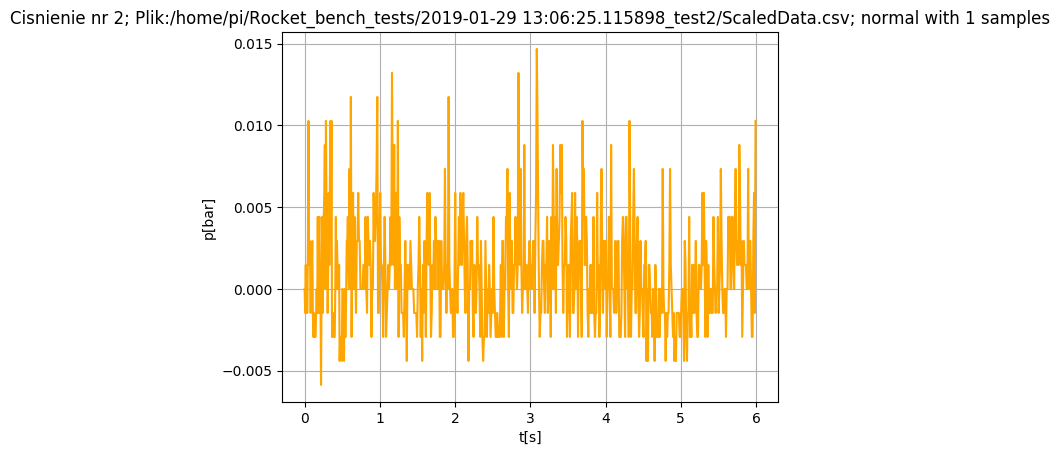 Cisnienie nr 2; Plik:/home/pi/Rocket_bench_tests/2019-01-29 13:06:25.115898_test2/ScaledData.csv; normal with 1 samples
0.015
0.010
0.005
0.000
−0.005
p[bar]
0 1 2 3 4 5 6
t[s]